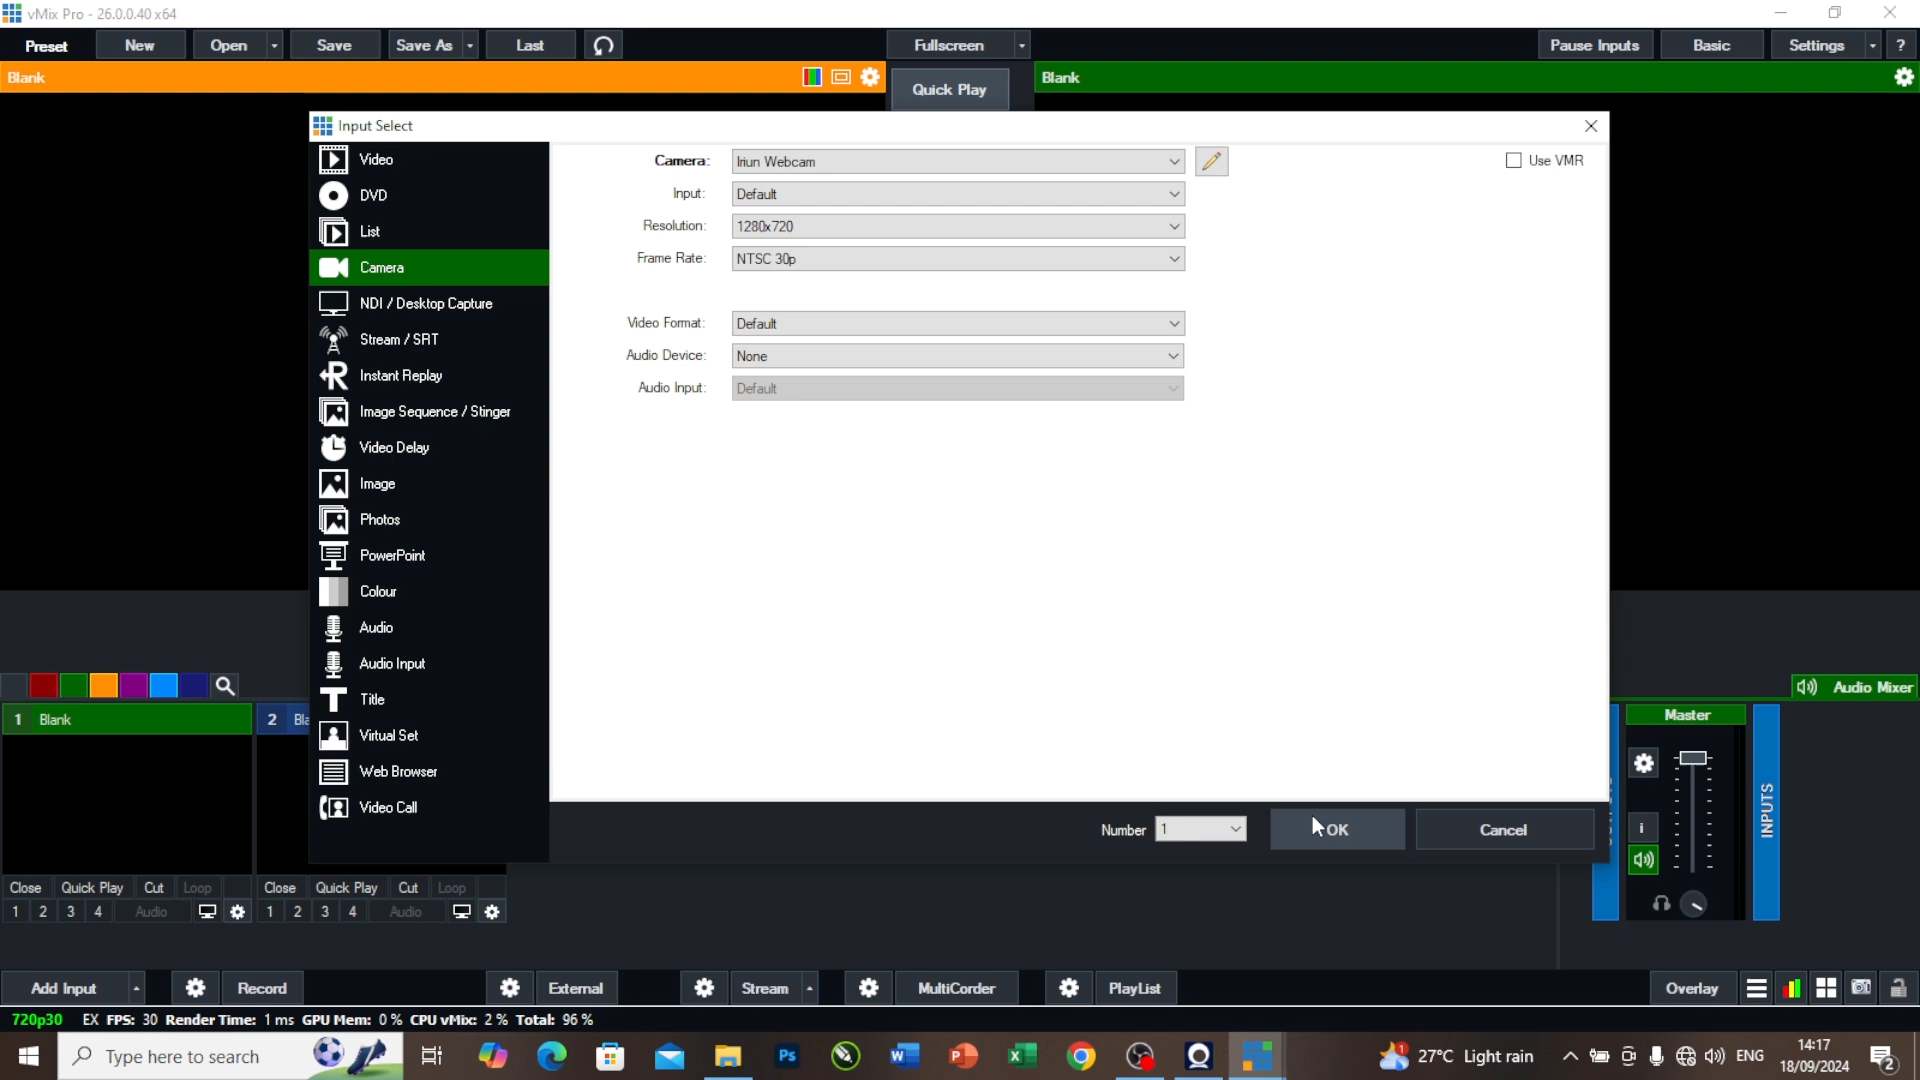 vMix Pro - 26.0.0.40 x64
Preset New Open Save Save As Last Fullscreen Pause Inputs Basic Settings ?
Blank Quick Play Blank
Input Select
Video
DVD
List
Camera
NDI / Desktop Capture
Stream / SRT
Instant Replay
Image Sequence / Stinger
Video Delay
Image
Photos
PowerPoint
Colour
Audio
Audio Input
Title
Virtual Set
Web Browser
Video Call
Camera: Iriun Webcam Use VMR
Input: Default
Resolution: 1280x720
Frame Rate: NTSC 30p
Video Format: Default
Audio Device: None
Audio Input: Default
Number 1 OK Cancel
Audio Mixer
1 Blank 2 Bla
Master
INPUTS
Close Quick Play Cut Loop Close Quick Play Cut Loop
1 2 3 4 Audio 1 2 3 4 Audio
Add Input Record External Stream MultiCorder PlayList Overlay
720p30 EX FPS: 30 Render Time: 1 ms GPU Mem: 0 % CPU vMix: 2 % Total: 96 %
Type here to search 27°C Light rain ENG 14:17
18/09/2024 2